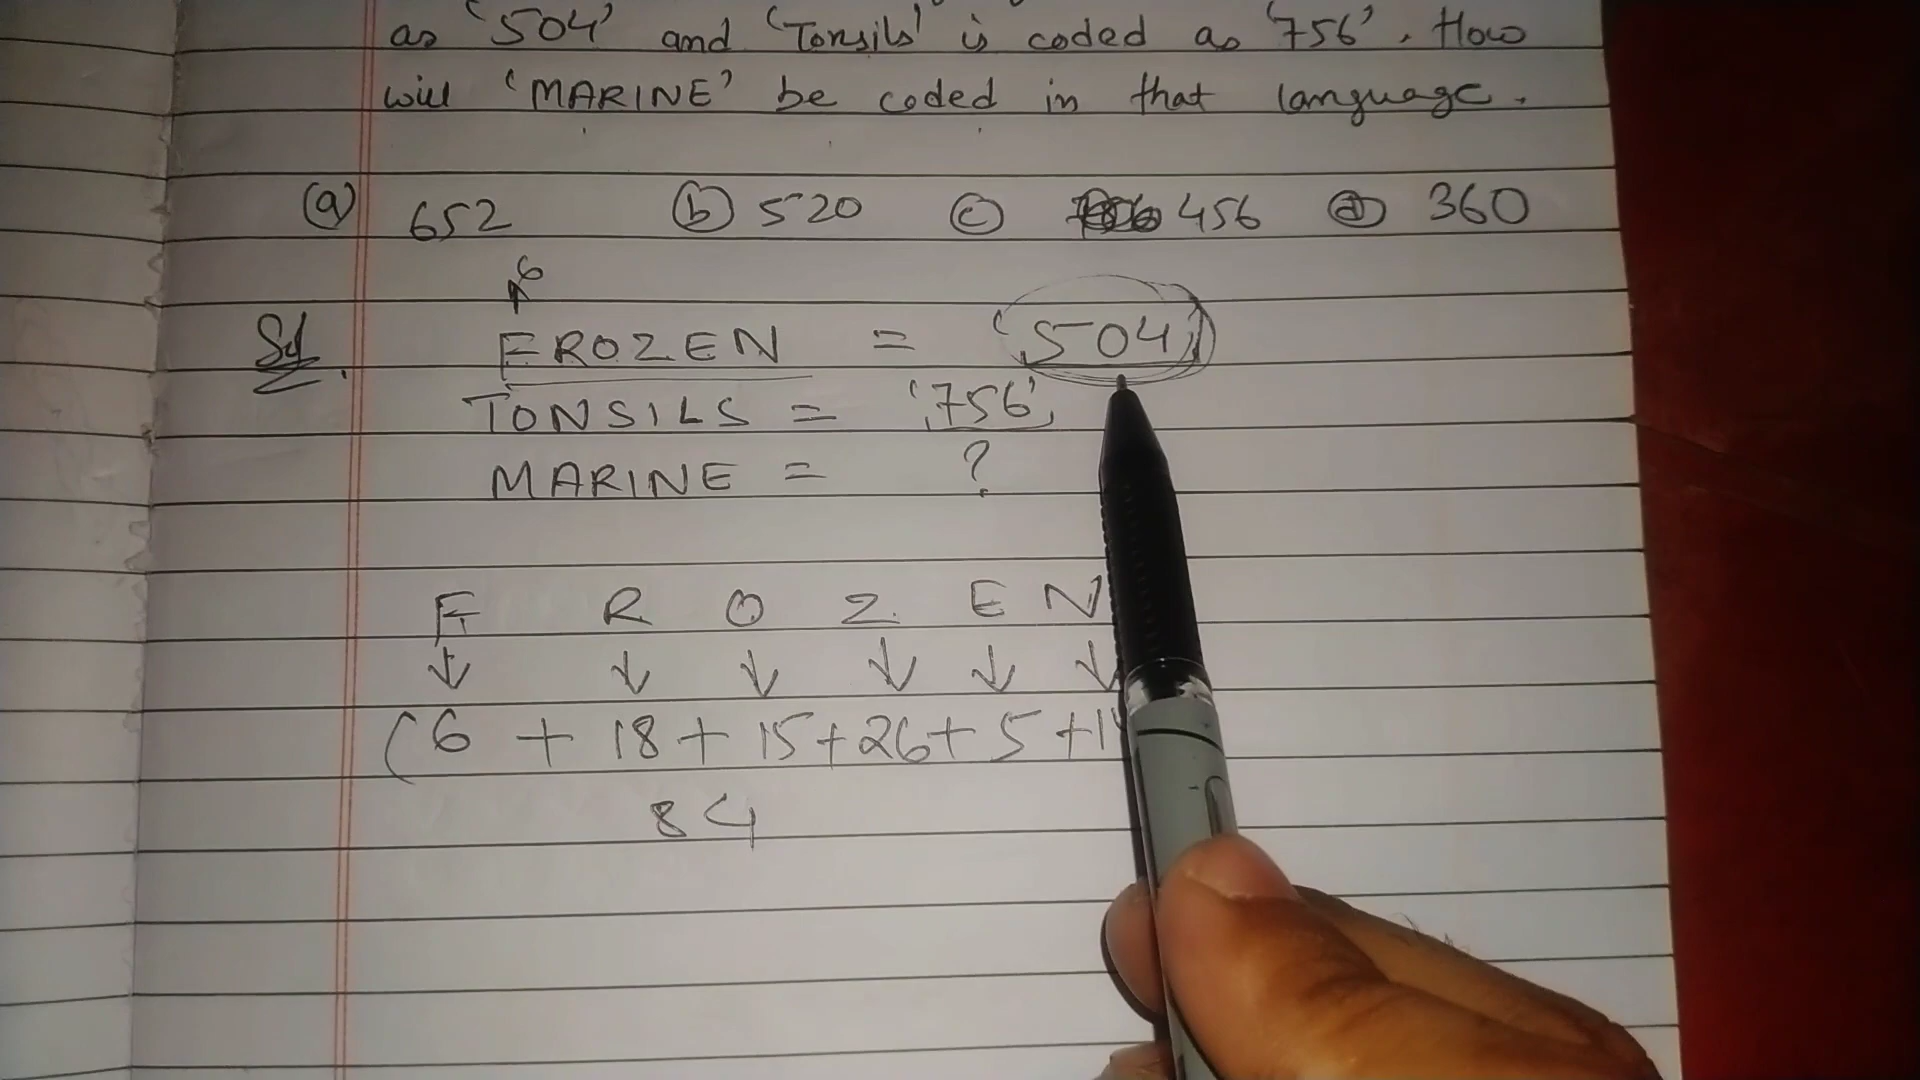 as '504' and 'Tonsils' is coded as '756'. How
will 'MARINE' be coded in that language.
(a) 652 (b) 520 (c) 456 (d) 360
6
Sol. FROZEN = '504'
TONSILS = '756'
MARINE = ?
F R O Z E N
(6 + 18 + 15 + 26 + 5 + 1
84